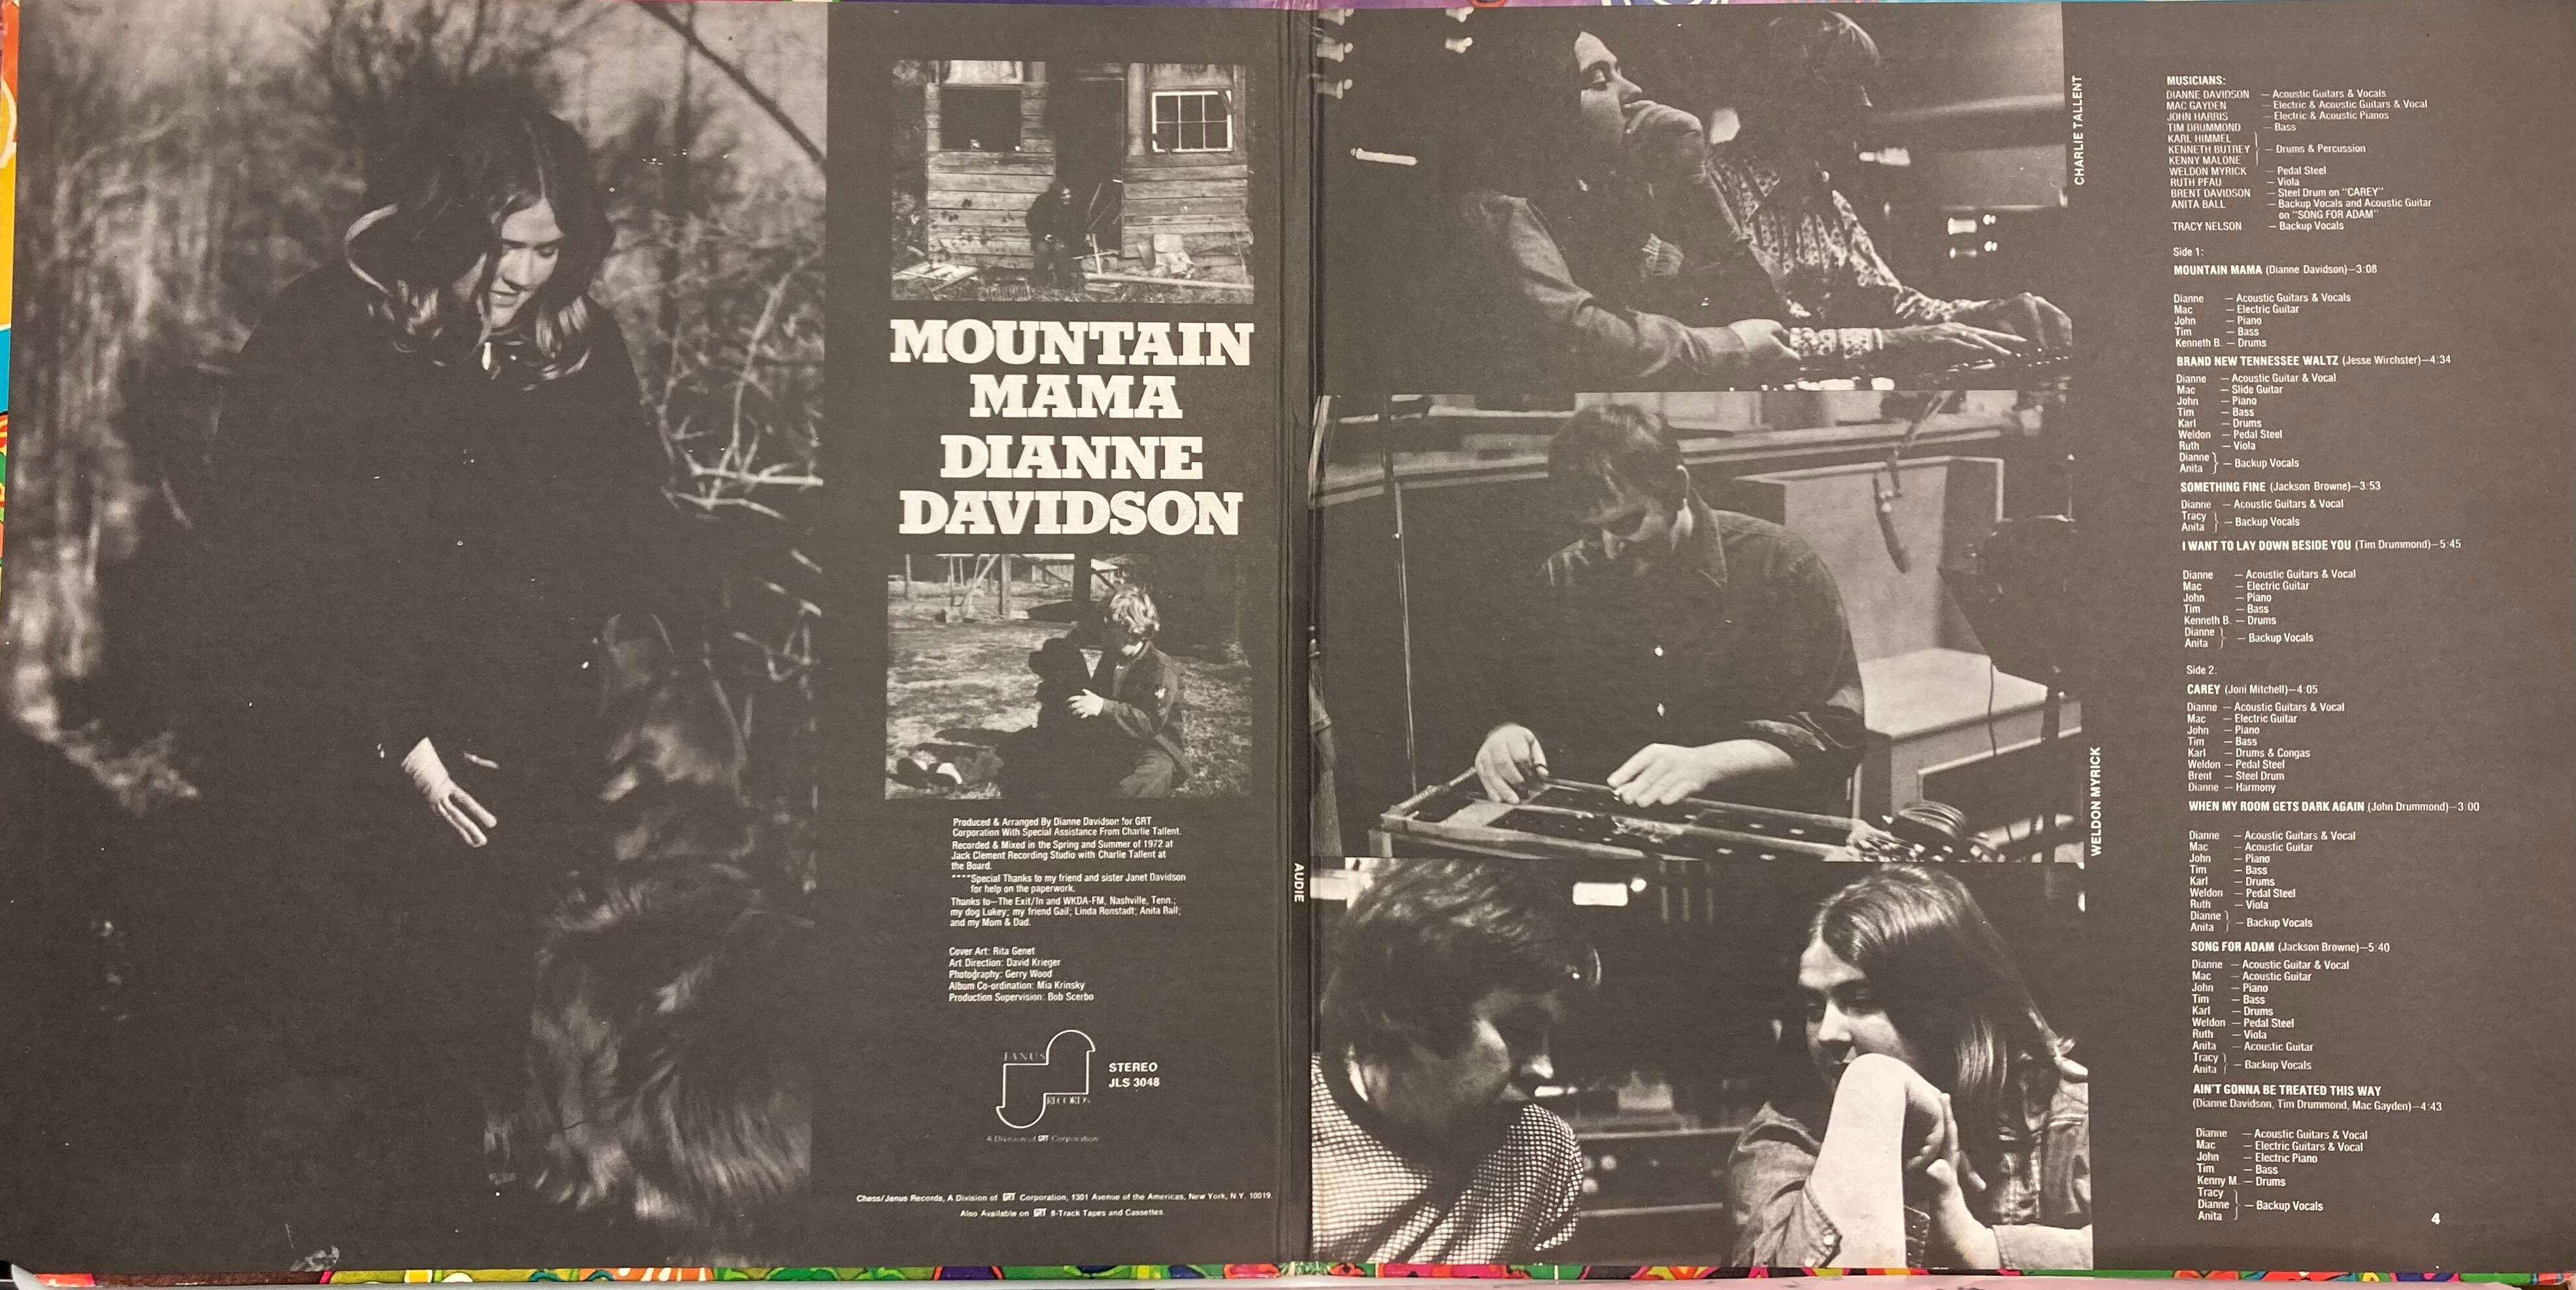 MOUNTAIN
MAMA
DIANNE
DAVIDSON
Produced & Arranged By Dianne Davidson for GRT
Corporation With Special Assistance From Charlie Tallent.
Recorded & Mixed in the Spring and Summer of 1972 at
Jack Clement Recording Studio with Charlie Tallent at
the Board.
****Special Thanks to my friend and sister Janet Davidson
for help on the paperwork.
Thanks to—The Exit/In and WKDA-FM, Nashville, Tenn.;
my dog Lukey; my friend Gail; Linda Ronstadt; Anita Ball;
and my Mom & Dad.
Cover Art: Rita Genet
Art Direction: David Krieger
Photography: Gerry Wood
Album Co-ordination: Mia Krinsky
Production Supervision: Bob Scerbo
JANUS
RECORDS
STEREO
JLS 3048
A Division of GRT Corporation
Chess/Janus Records, A Division of GRT Corporation, 1301 Avenue of the Americas, New York, N.Y. 10019.
Also Available on GRT 8-Track Tapes and Cassettes.
AUDIE
CHARLIE TALLENT
WELDON MYRICK
MUSICIANS:
DIANNE DAVIDSON — Acoustic Guitars & Vocals
MAC GAYDEN — Electric & Acoustic Guitars & Vocal
JOHN HARRIS — Electric & Acoustic Pianos
TIM DRUMMOND — Bass
KARL HIMMEL
KENNETH BUTREY — Drums & Percussion
KENNY MALONE
WELDON MYRICK — Pedal Steel
RUTH PFAU — Viola
BRENT DAVIDSON — Steel Drum on "CAREY"
ANITA BALL — Backup Vocals and Acoustic Guitar
on "SONG FOR ADAM"
TRACY NELSON — Backup Vocals
Side 1:
MOUNTAIN MAMA (Dianne Davidson)—3:08
Dianne — Acoustic Guitars & Vocals
Mac — Electric Guitar
John — Piano
Tim — Bass
Kenneth B. — Drums
BRAND NEW TENNESSEE WALTZ (Jesse Wirchster)—4:34
Dianne — Acoustic Guitar & Vocal
Mac — Slide Guitar
John — Piano
Tim — Bass
Karl — Drums
Weldon — Pedal Steel
Ruth — Viola
Dianne
Anita } — Backup Vocals
SOMETHING FINE (Jackson Browne)—3:53
Dianne — Acoustic Guitars & Vocal
Tracy
Anita } — Backup Vocals
I WANT TO LAY DOWN BESIDE YOU (Tim Drummond)—5:45
Dianne — Acoustic Guitars & Vocal
Mac — Electric Guitar
John — Piano
Tim — Bass
Kenneth B. — Drums
Dianne
Anita } — Backup Vocals
Side 2:
CAREY (Joni Mitchell)—4:05
Dianne — Acoustic Guitars & Vocal
Mac — Electric Guitar
John — Piano
Tim — Bass
Karl — Drums & Congas
Weldon — Pedal Steel
Brent — Steel Drum
Dianne — Harmony
WHEN MY ROOM GETS DARK AGAIN (John Drummond)—3:00
Dianne — Acoustic Guitars & Vocal
Mac — Acoustic Guitar
John — Piano
Tim — Bass
Karl — Drums
Weldon — Pedal Steel
Ruth — Viola
Dianne
Anita } — Backup Vocals
SONG FOR ADAM (Jackson Browne)—5:40
Dianne — Acoustic Guitar & Vocal
Mac — Acoustic Guitar
John — Piano
Tim — Bass
Karl — Drums
Weldon — Pedal Steel
Ruth — Viola
Anita — Acoustic Guitar
Tracy
Anita } — Backup Vocals
AIN'T GONNA BE TREATED THIS WAY
(Dianne Davidson, Tim Drummond, Mac Gayden)—4:43
Dianne — Acoustic Guitars & Vocal
Mac — Electric Guitars & Vocal
John — Electric Piano
Tim — Bass
Kenny M. — Drums
Tracy
Dianne } — Backup Vocals
Anita
4